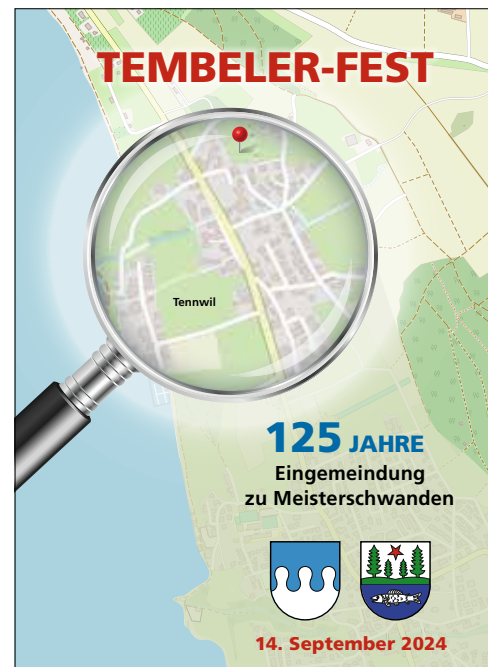 TEMBELER-FEST
Tennwil
125 JAHRE
Eingemeindung
zu Meisterschwanden
14. September 2024